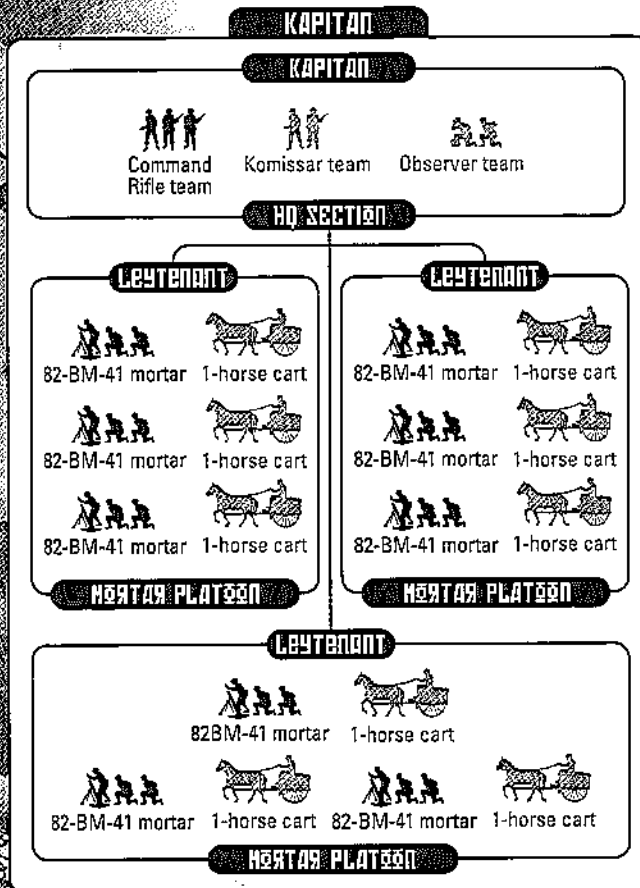 KAPITAN
KAPITAN
Command Komissar team Observer team
Rifle team
HQ SECTION
LEYTENANT LEYTENANT
82-BM-41 mortar 1-horse cart 82-BM-41 mortar 1-horse cart
82-BM-41 mortar 1-horse cart 82-BM-41 mortar 1-horse cart
82-BM-41 mortar 1-horse cart 82-BM-41 mortar 1-horse cart
MORTAR PLATOON MORTAR PLATOON
LEYTENANT
82BM-41 mortar 1-horse cart
82-BM-41 mortar 1-horse cart 82-BM-41 mortar 1-horse cart
MORTAR PLATOON